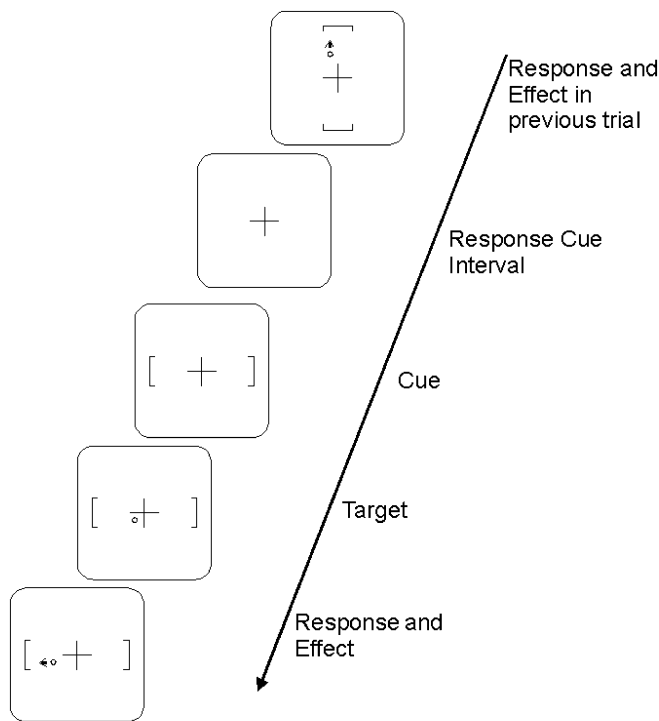 Response and
Effect in
previous trial
Response Cue
Interval
Cue
Target
Response and
Effect